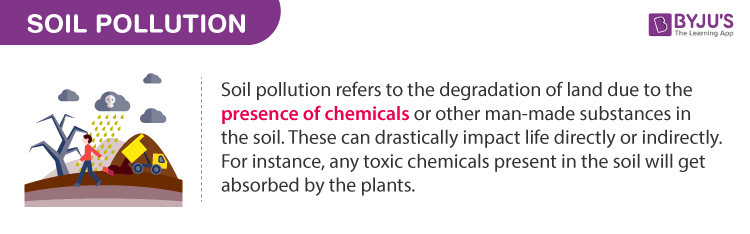 SOIL POLLUTION
BYJU'S
The Learning App
Soil pollution refers to the degradation of land due to the
presence of chemicals or other man-made substances in
the soil. These can drastically impact life directly or indirectly.
For instance, any toxic chemicals present in the soil will get
absorbed by the plants.